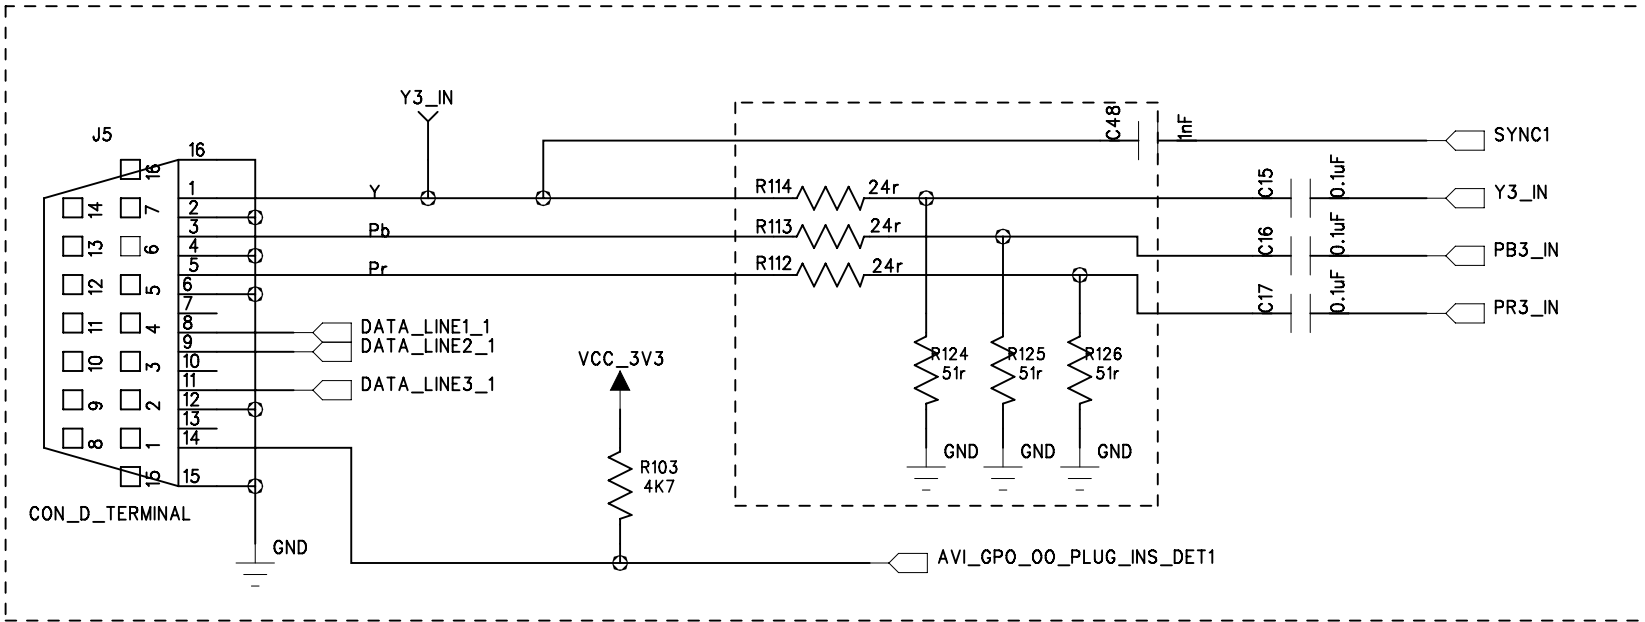 Y3_IN
J5
C48
1nF
SYNC1
16
16
1
Y
R114
24r
C15
0.1uF
Y3_IN
14
7
2
3
Pb
R113
24r
C16
0.1uF
PB3_IN
13
6
4
5
Pr
R112
24r
12
5
6
7
C17
0.1uF
PR3_IN
11
4
8
DATA_LINE1_1
9
DATA_LINE2_1
10
3
10
VCC_3V3
R124
51r
R125
51r
R126
51r
11
DATA_LINE3_1
9
2
12
13
8
1
14
GND
GND
GND
15
15
R103
4K7
CON_D_TERMINAL
GND
AVI_GPO_00_PLUG_INS_DET1